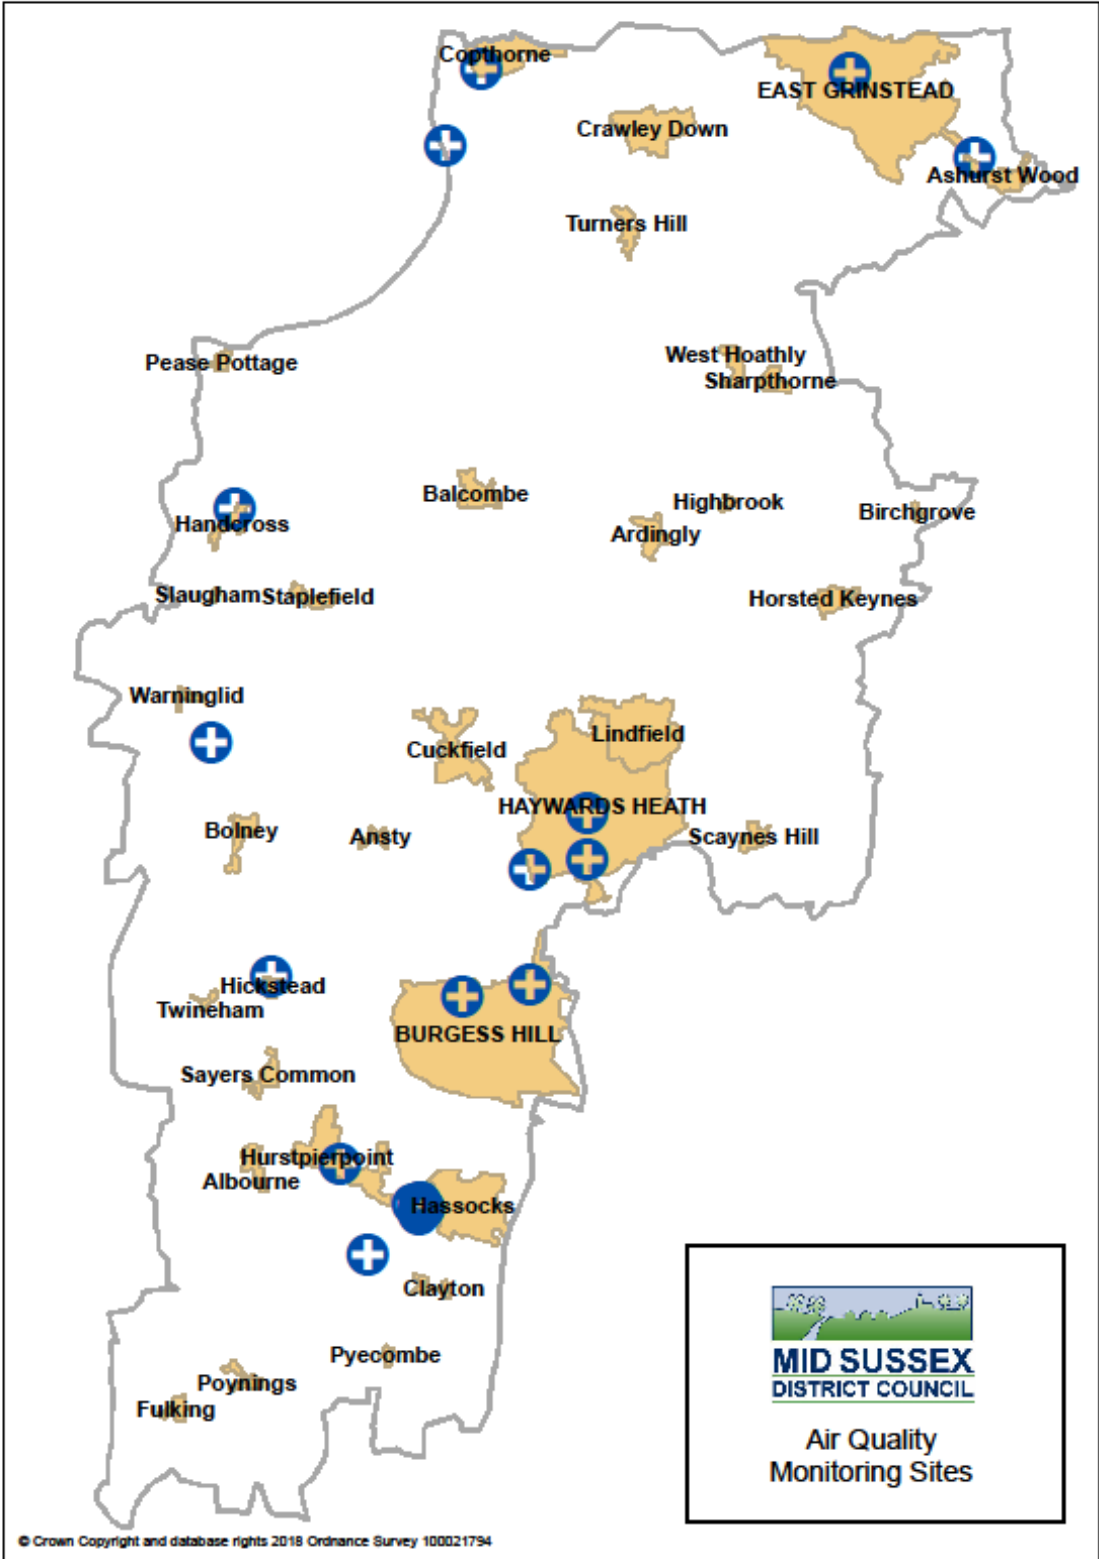 Copthorne
EAST GRINSTEAD
Crawley Down
Ashurst Wood
Turners Hill
Pease Pottage
West Hoathly
Sharpthorne
Balcombe
Highbrook
Birchgrove
Handcross
Ardingly
Slaugham
Staplefield
Horsted Keynes
Warninglid
Lindfield
Cuckfield
HAYWARDS HEATH
Bolney
Ansty
Scaynes Hill
Hickstead
Twineham
BURGESS HILL
Sayers Common
Hurstpierpoint
Albourne
Hassocks
Clayton
Pyecombe
Poynings
Fulking
MID SUSSEX
DISTRICT COUNCIL
Air Quality
Monitoring Sites
© Crown Copyright and database rights 2018 Ordnance Survey 100021794